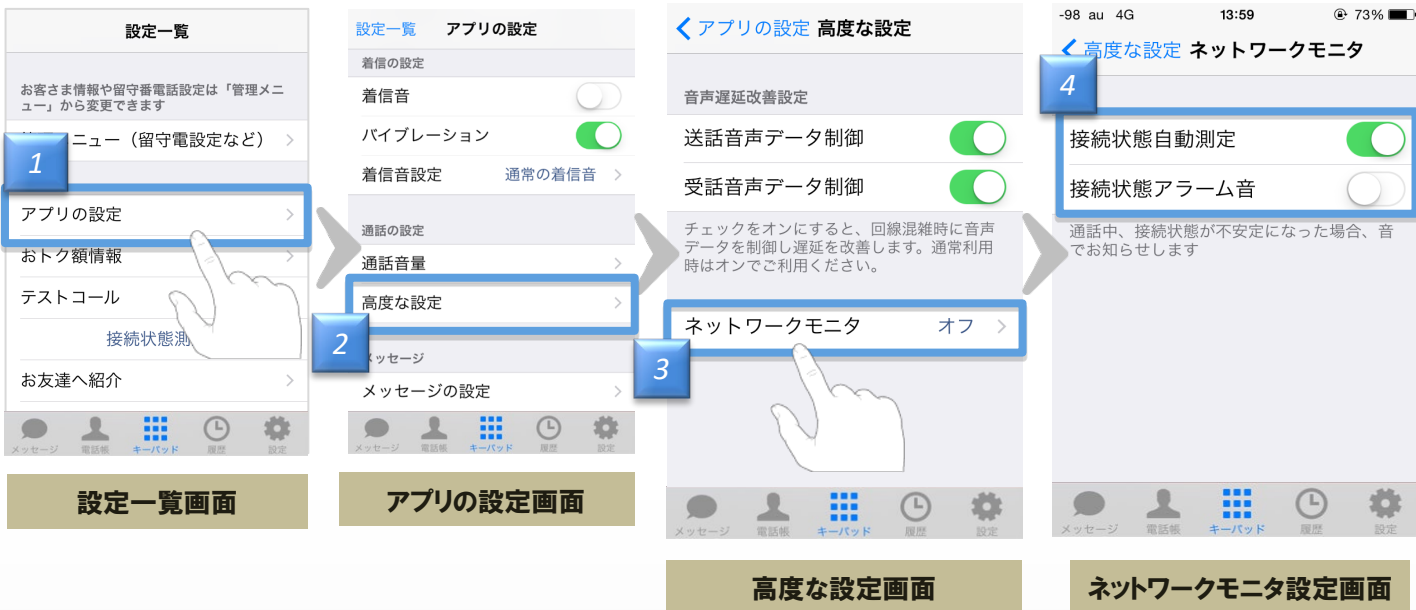 設定一覧
お客さま情報や留守番電話設定は「管理メニ
ュー」から変更できます
ニュー（留守電設定など）
1
アプリの設定
おトク額情報
テストコール
接続状態測
お友達へ紹介
メッセージ 電話帳 キーパッド 履歴 設定
設定一覧画面
設定一覧 アプリの設定
着信の設定
着信音
バイブレーション
着信音設定 通常の着信音
通話の設定
通話音量
高度な設定
2
メッセージ
メッセージの設定
メッセージ 電話帳 キーパッド 履歴 設定
アプリの設定画面
アプリの設定 高度な設定
音声遅延改善設定
送話音声データ制御
受話音声データ制御
チェックをオンにすると、回線混雑時に音声
データを制御し遅延を改善します。通常利用
時はオンでご利用ください。
ネットワークモニタ オフ
3
メッセージ 電話帳 キーパッド 履歴 設定
高度な設定画面
-98 au 4G 13:59 73%
高度な設定 ネットワークモニタ
4
接続状態自動測定
接続状態アラーム音
通話中、接続状態が不安定になった場合、音
でお知らせします
メッセージ 電話帳 キーパッド 履歴 設定
ネットワークモニタ設定画面